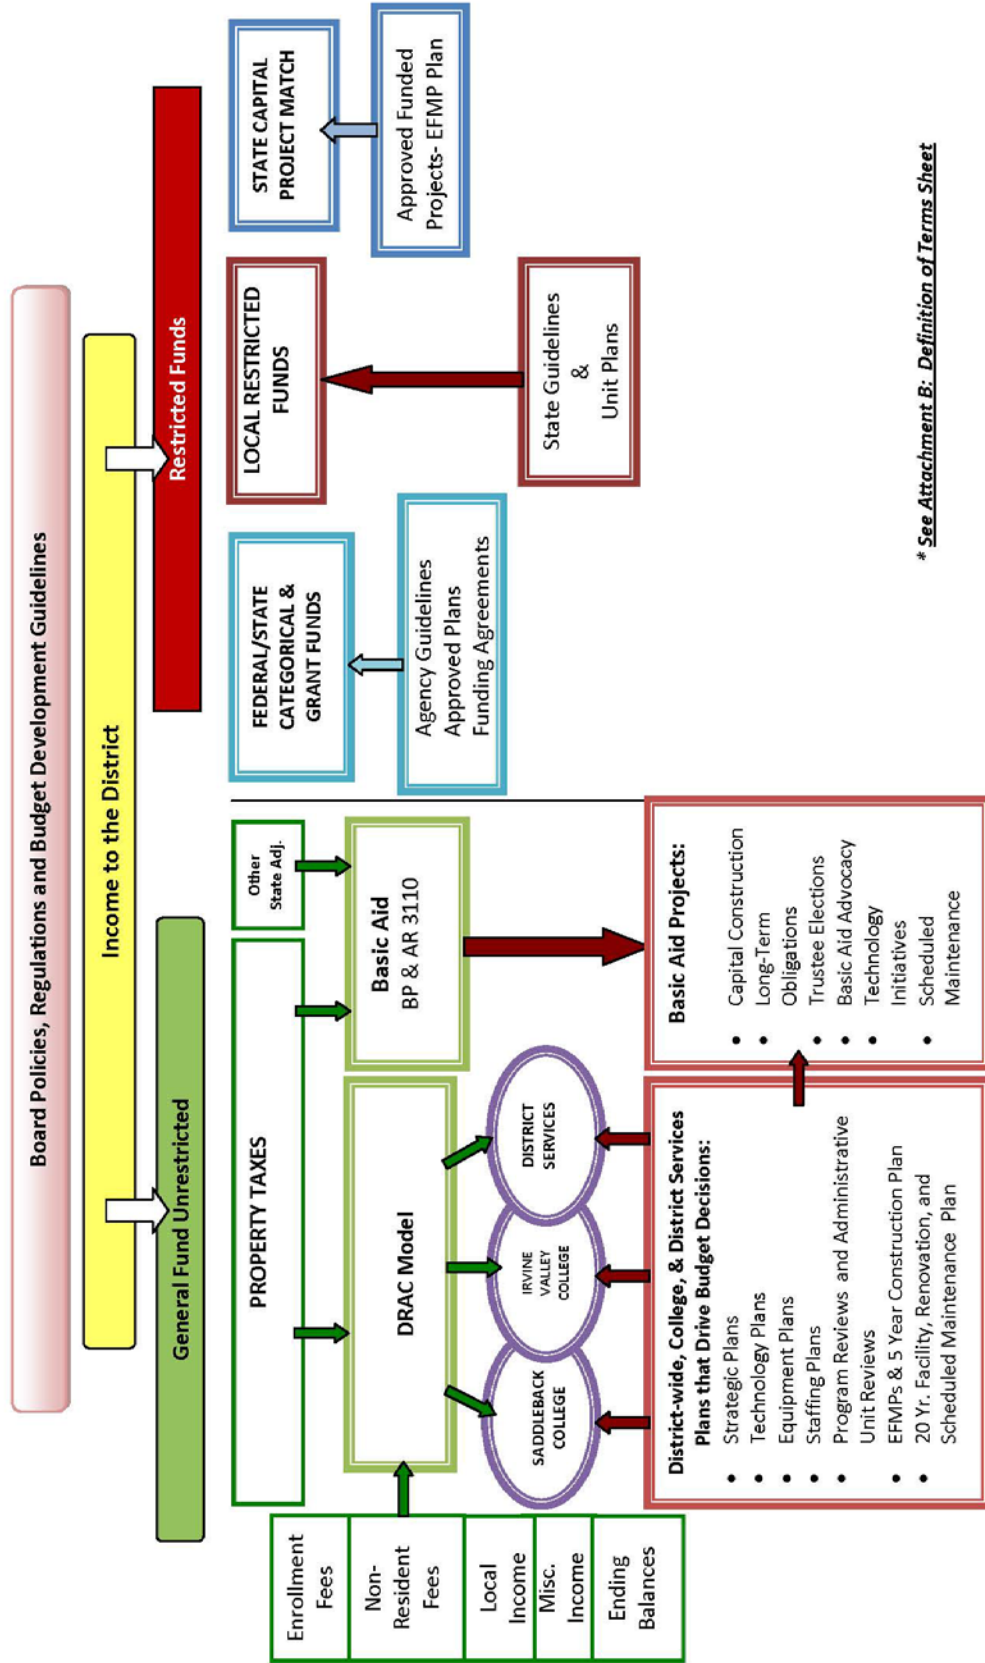 Board Policies, Regulations and Budget Development Guidelines
Income to the District
General Fund Unrestricted
Restricted Funds
PROPERTY TAXES
Other
State Adj.
Enrollment
Fees
Non-
Resident
Fees
Local
Income
Misc.
Income
Ending
Balances
DRAC Model
Basic Aid
BP & AR 3110
SADDLEBACK
COLLEGE
IRVINE
VALLEY
COLLEGE
DISTRICT
SERVICES
District-wide, College, & District Services
Plans that Drive Budget Decisions:
• Strategic Plans
• Technology Plans
• Equipment Plans
• Staffing Plans
• Program Reviews and Administrative
Unit Reviews
• EFMPs & 5 Year Construction Plan
• 20 Yr. Facility, Renovation, and
Scheduled Maintenance Plan
Basic Aid Projects:
• Capital Construction
• Long-Term
Obligations
• Trustee Elections
• Basic Aid Advocacy
• Technology
Initiatives
• Scheduled
Maintenance
FEDERAL/STATE
CATEGORICAL &
GRANT FUNDS
Agency Guidelines
Approved Plans
Funding Agreements
LOCAL RESTRICTED
FUNDS
State Guidelines
&
Unit Plans
STATE CAPITAL
PROJECT MATCH
Approved Funded
Projects- EFMP Plan
* See Attachment B: Definition of Terms Sheet